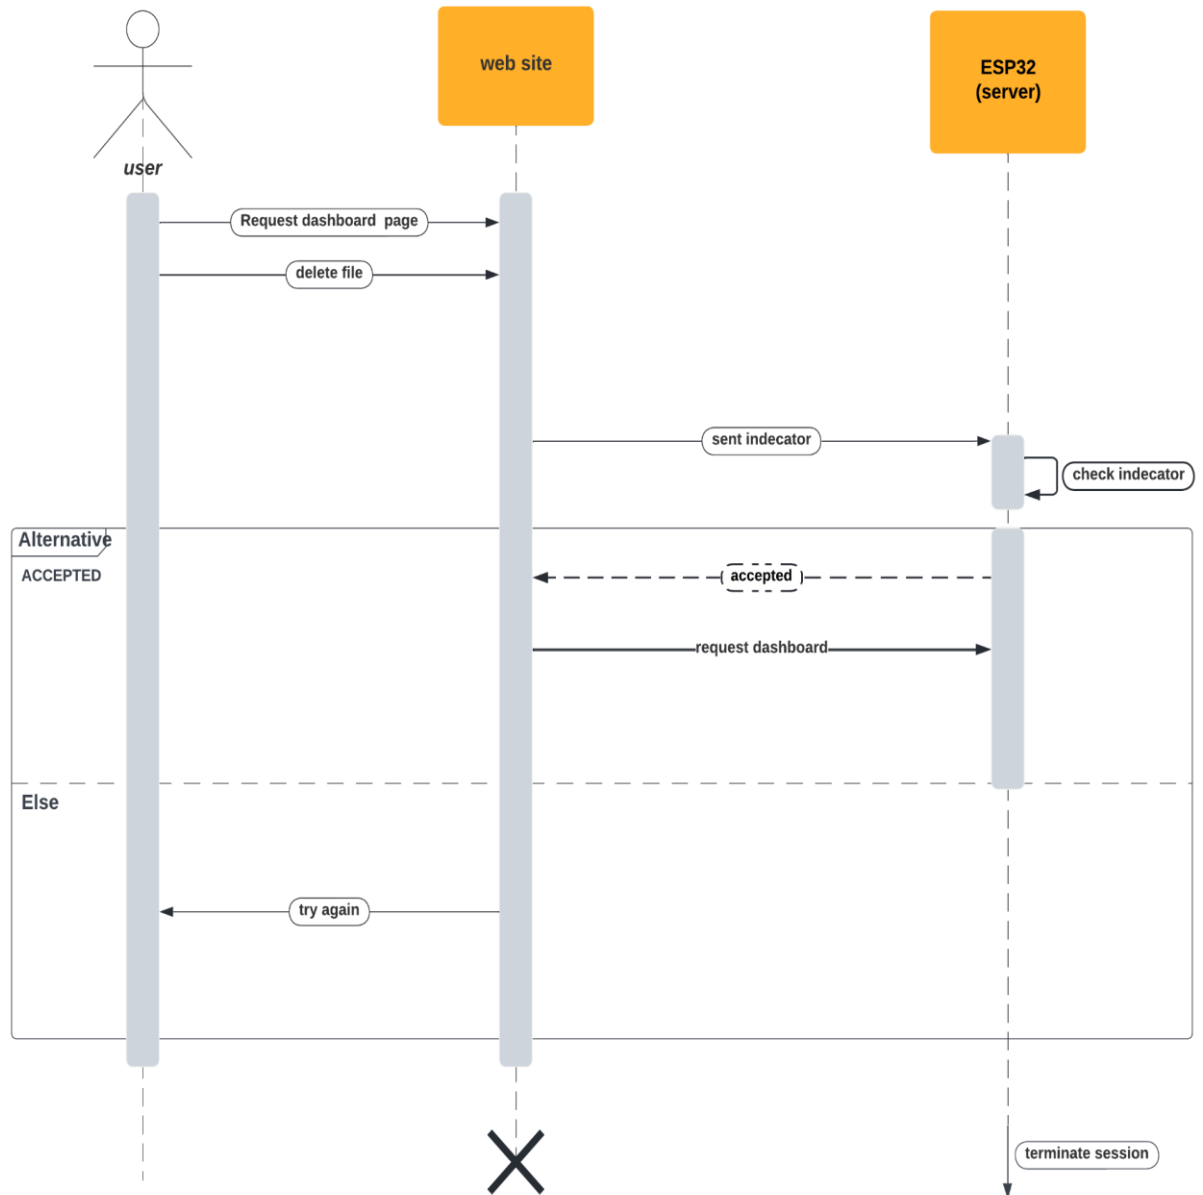 web site
ESP32
(server)
user
Request dashboard  page
delete file
sent indecator
check indecator
Alternative
ACCEPTED
accepted
request dashboard
Else
try again
terminate session